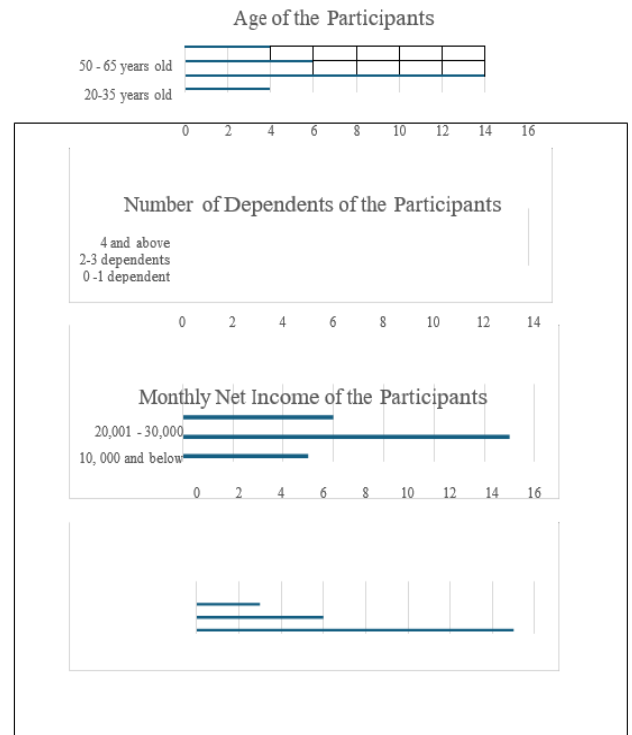 Age of the Participants
50 - 65 years old
20-35 years old
0 2 4 6 8 10 12 14 16
Number of Dependents of the Participants
4 and above
2-3 dependents
0 -1 dependent
0 2 4 6 8 10 12 14
Monthly Net Income of the Participants
20,001 - 30,000
10, 000 and below
0 2 4 6 8 10 12 14 16